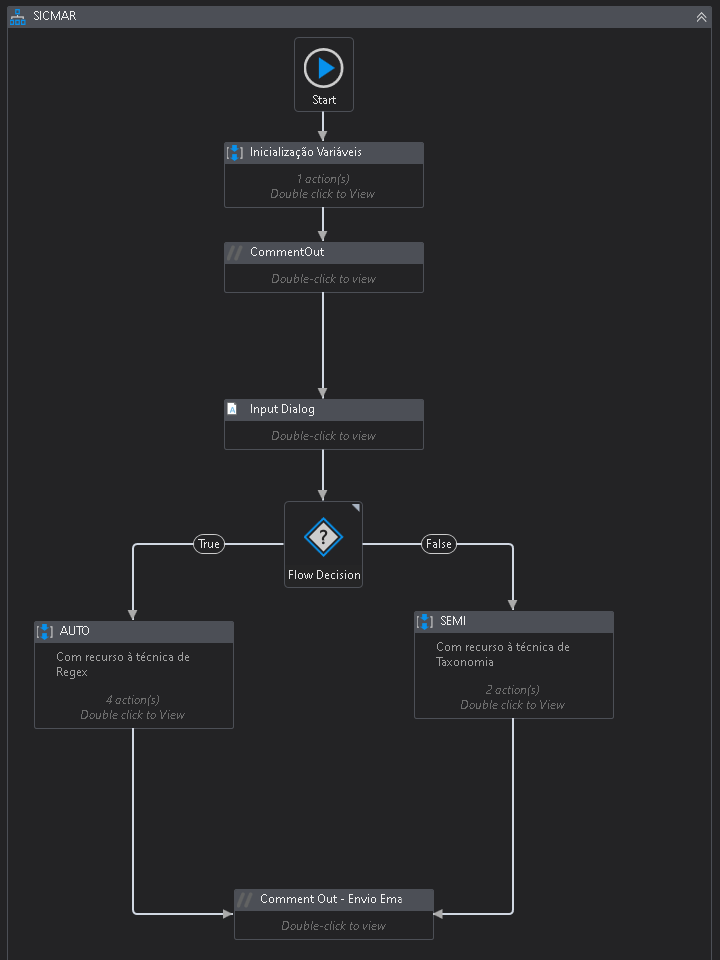 SICMAR
Start
Inicialização Variáveis
1 action(s)
Double click to View
CommentOut
Double-click to view
Input Dialog
Double-click to view
?
Flow Decision
True
False
AUTO
Com recurso à técnica de
Regex
4 action(s)
Double click to View
SEMI
Com recurso à técnica de
Taxonomia
2 action(s)
Double click to View
Comment Out - Envio Ema
Double-click to view